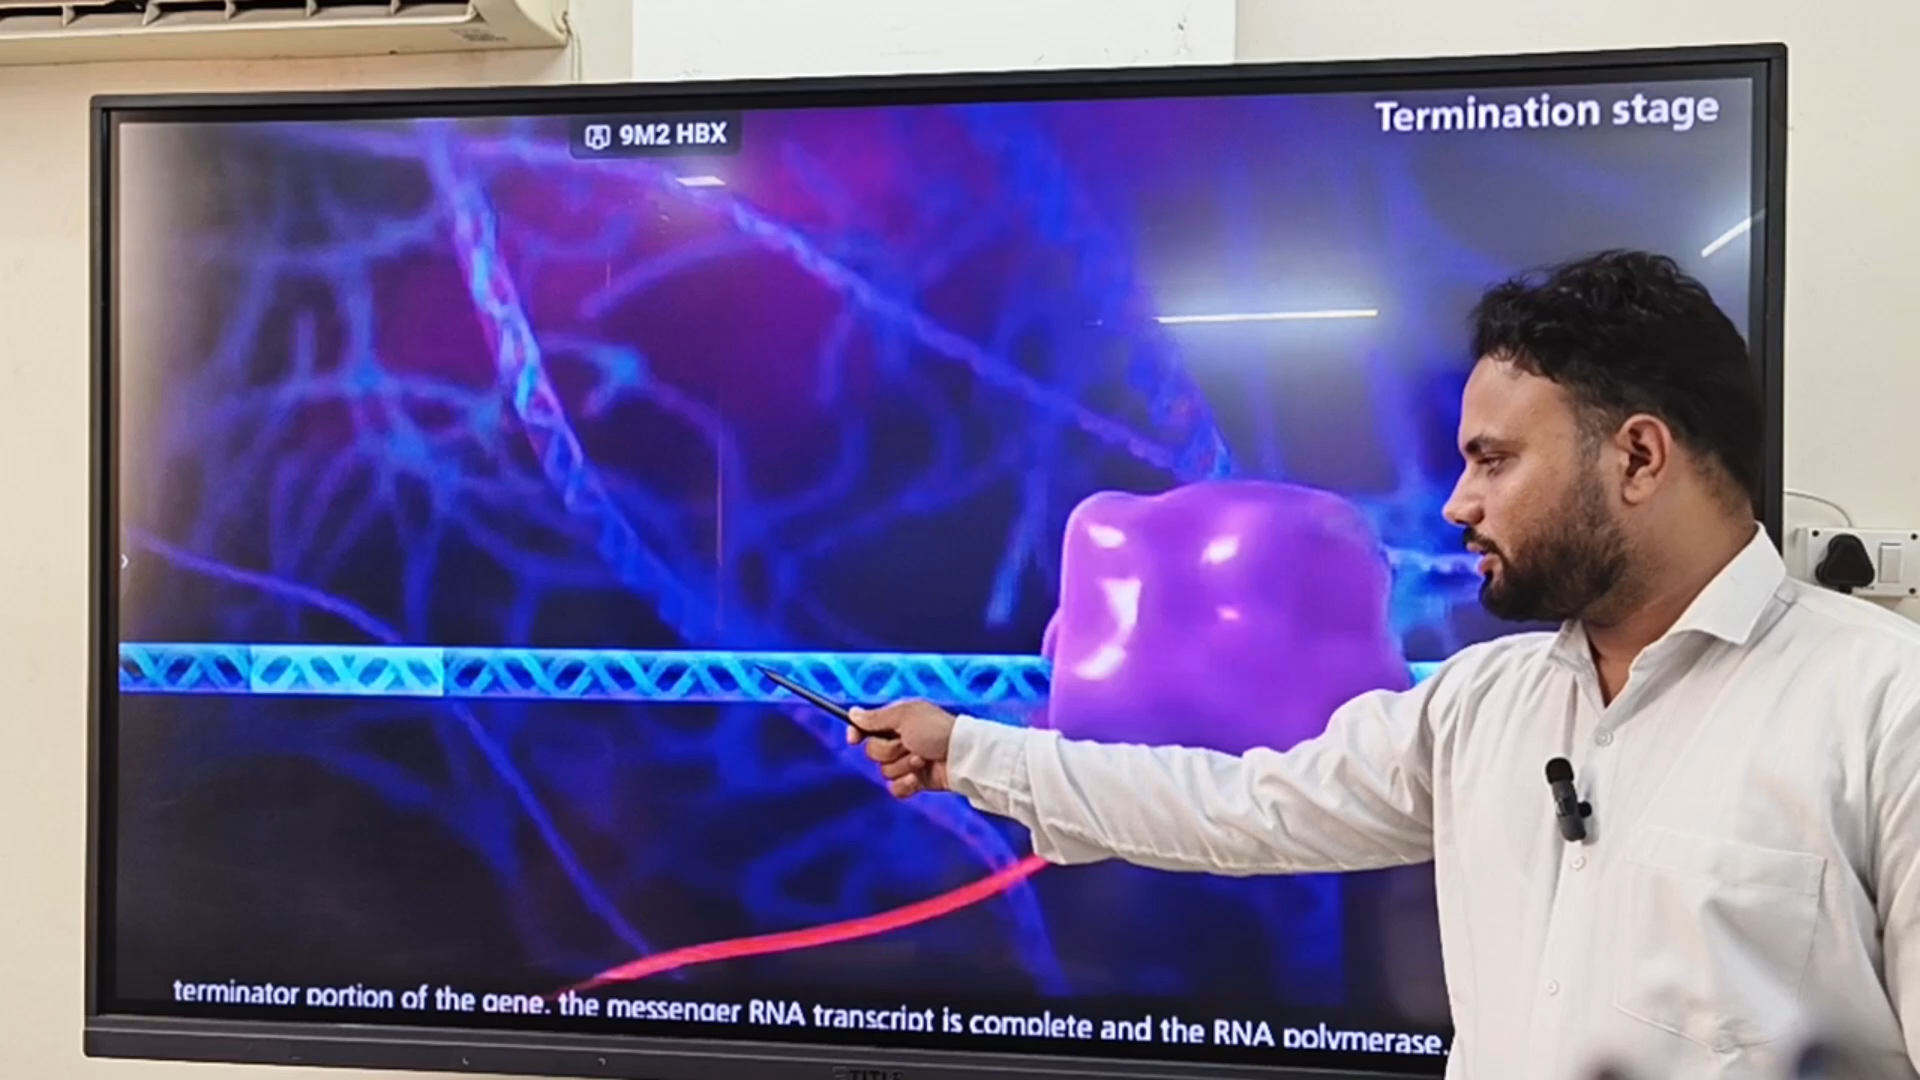 Termination stage
9M2 HBX
terminator portion of the gene, the messenger RNA transcript is complete and the RNA polymerase,